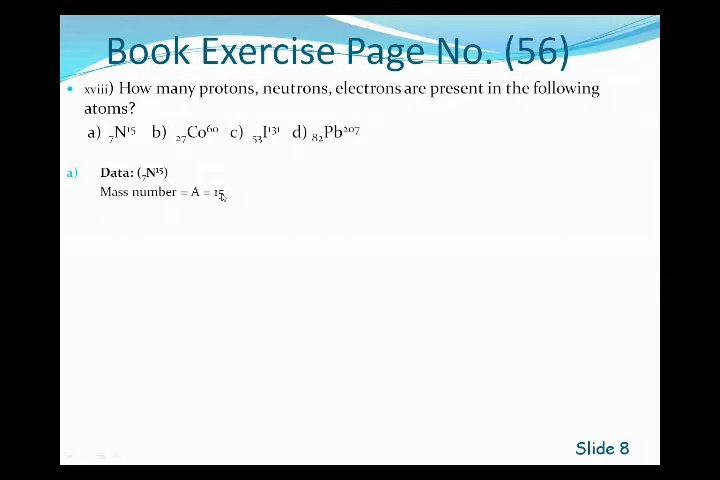 Book Exercise Page No. (56)
• xviii) How many protons, neutrons, electrons are present in the following
atoms?
a) ₇N¹⁵ b) ₂₇Co⁶⁰ c) ₅₃I¹³¹ d) ₈₂Pb²⁰⁷
a) Data: (₇N¹⁵)
Mass number = A = 15
Slide 8